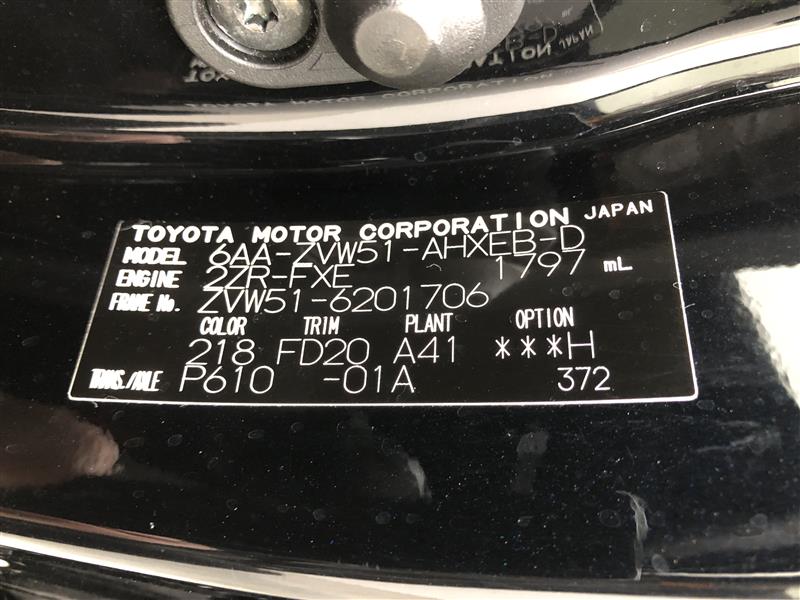 TOYOTA MOTOR CORPORATION JAPAN
MODEL 6AA-ZVW51-AHXEB-D
ENGINE 2ZR-FXE 1797 mL
FRAME No. ZVW51-6201706
COLOR TRIM PLANT OPTION
218 FD20 A41 ***H
TRANS./AXLE P610 -01A 372